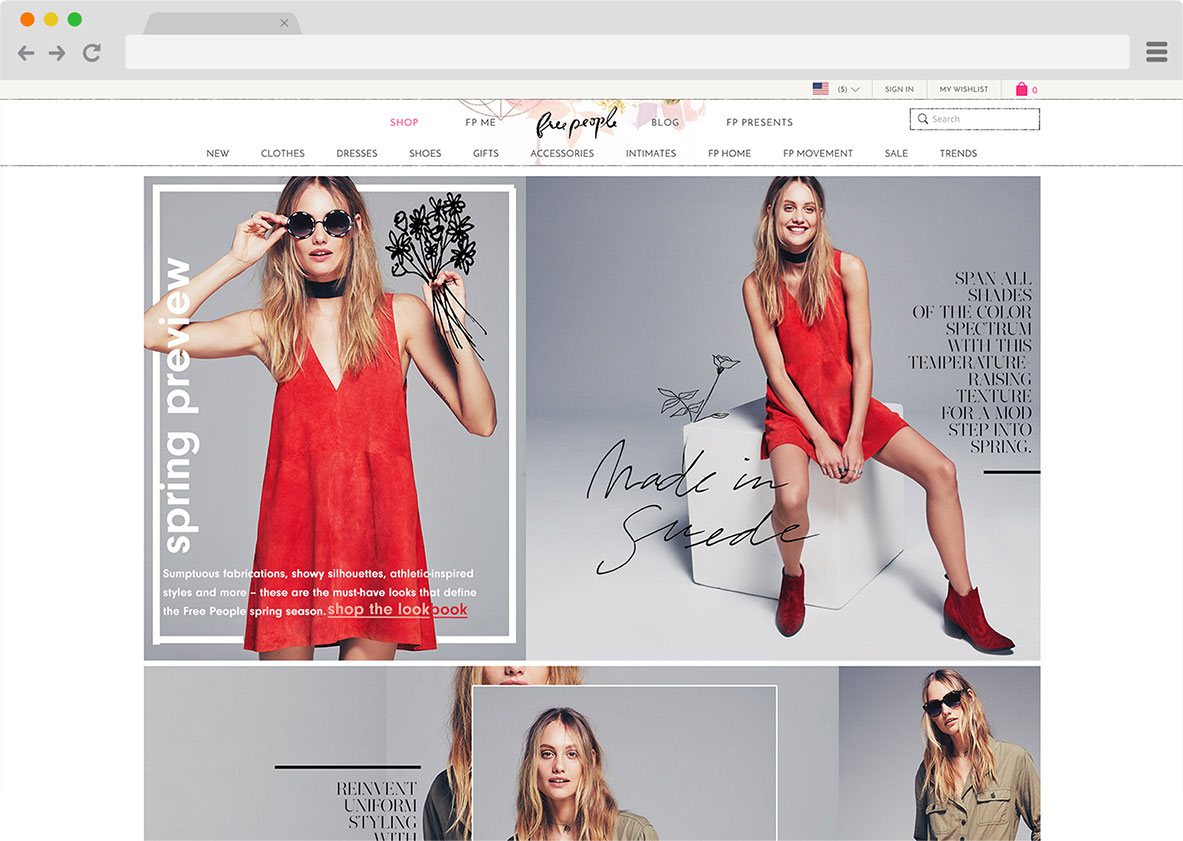 ($)
SIGN IN
MY WISHLIST
0
SHOP
FP ME
free people
BLOG
FP PRESENTS
Search
NEW
CLOTHES
DRESSES
SHOES
GIFTS
ACCESSORIES
INTIMATES
FP HOME
FP MOVEMENT
SALE
TRENDS
spring preview
Sumptuous fabrications, showy silhouettes, athletic-inspired
styles and more – these are the must-have looks that define
the Free People spring season. shop the lookbook
Made in
Suede
SPAN ALL
SHADES
OF THE COLOR
SPECTRUM
WITH THIS
TEMPERATURE-
RAISING
TEXTURE
FOR A MOD
STEP INTO
SPRING.
REINVENT
UNIFORM
STYLING
WITH